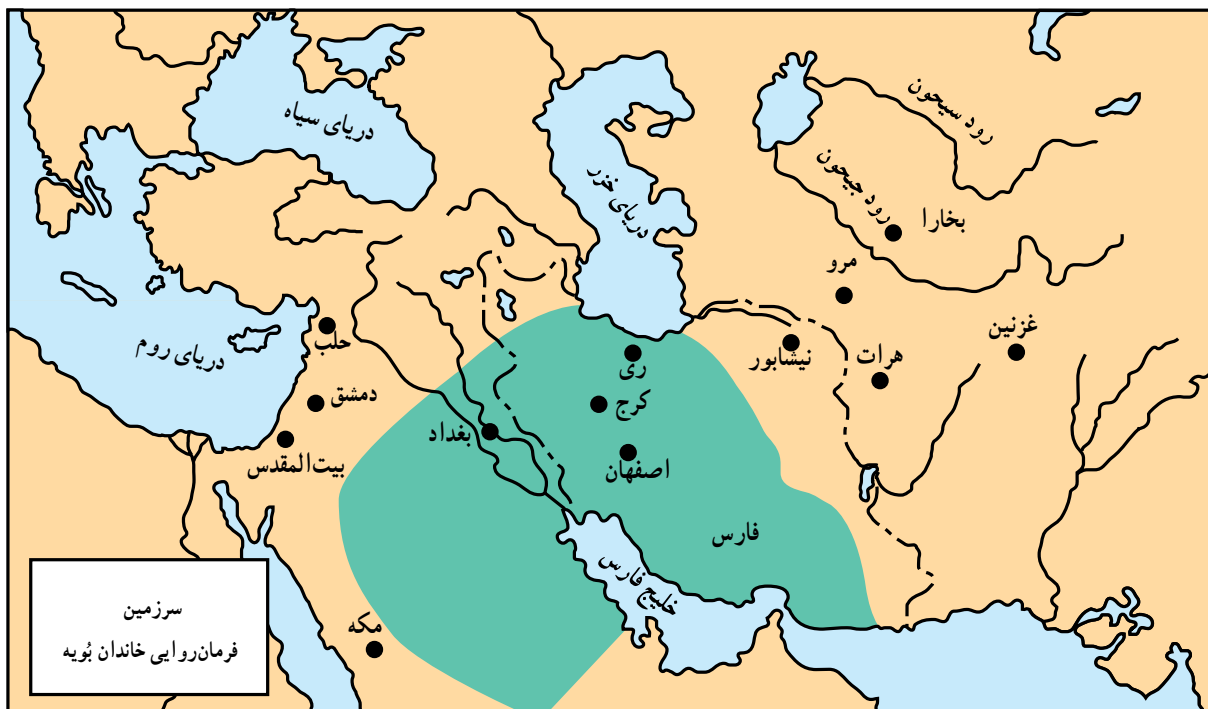 دریای سیاه
دریای خزر
رود سیحون
رود جیحون
بخارا
مرو
غزنین
هرات
نیشابور
دریای روم
حلب
دمشق
بیت‌المقدس
ری
کرج
بغداد
اصفهان
فارس
خلیج فارس
مکه
سرزمین
فرمان‌روایی خاندان بُویه